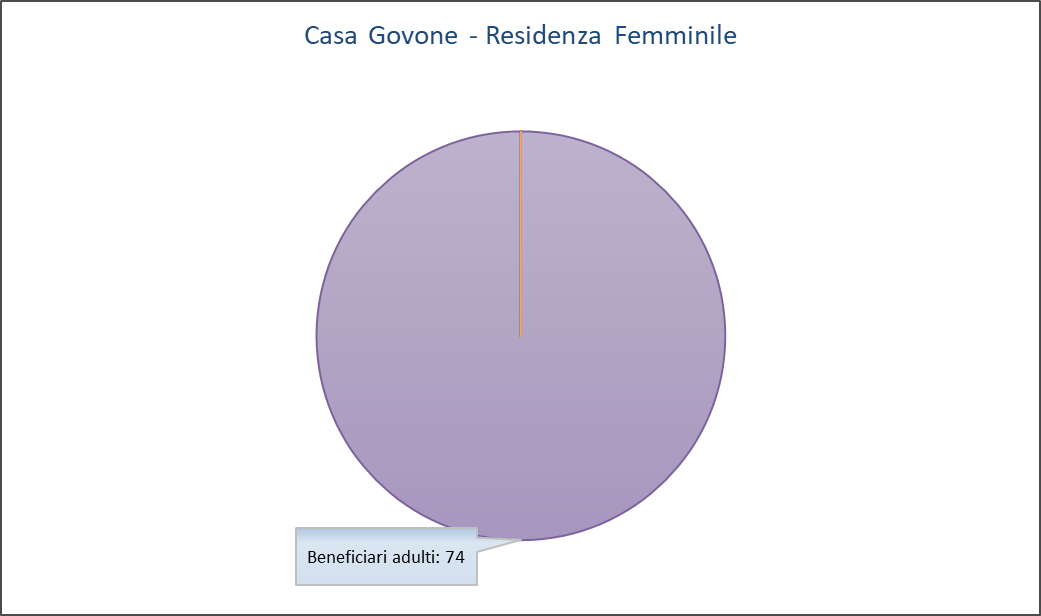 Casa Govone - Residenza Femminile
Beneficiari adulti: 74